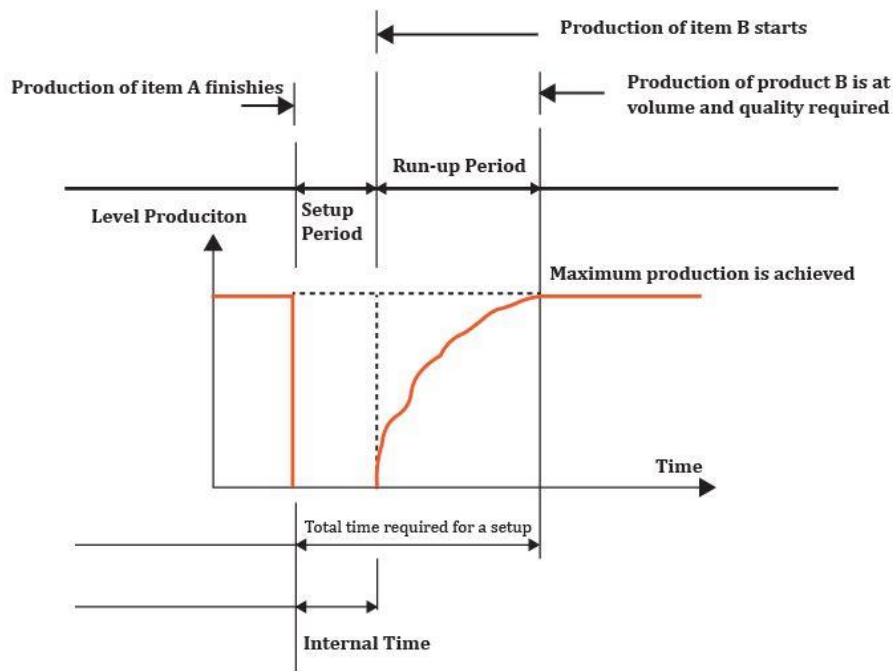 Production of item B starts
Production of item A finishies
Production of product B is at
volume and quality required
Run-up Period
Level Produciton
Setup
Period
Maximum production is achieved
Time
Total time required for a setup
Internal Time